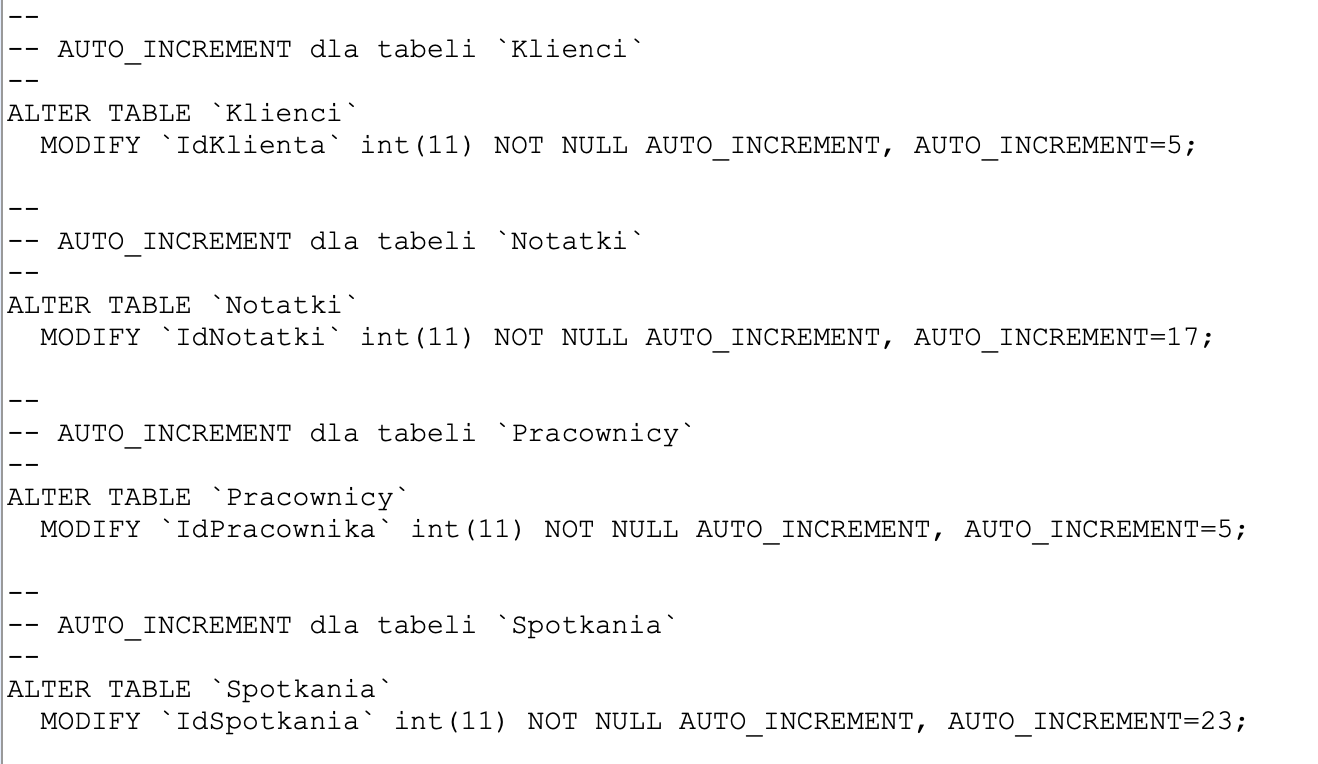 --
-- AUTO_INCREMENT dla tabeli `Klienci`
--
ALTER TABLE `Klienci`
  MODIFY `IdKlienta` int(11) NOT NULL AUTO_INCREMENT, AUTO_INCREMENT=5;

--
-- AUTO_INCREMENT dla tabeli `Notatki`
--
ALTER TABLE `Notatki`
  MODIFY `IdNotatki` int(11) NOT NULL AUTO_INCREMENT, AUTO_INCREMENT=17;

--
-- AUTO_INCREMENT dla tabeli `Pracownicy`
--
ALTER TABLE `Pracownicy`
  MODIFY `IdPracownika` int(11) NOT NULL AUTO_INCREMENT, AUTO_INCREMENT=5;

--
-- AUTO_INCREMENT dla tabeli `Spotkania`
--
ALTER TABLE `Spotkania`
  MODIFY `IdSpotkania` int(11) NOT NULL AUTO_INCREMENT, AUTO_INCREMENT=23;